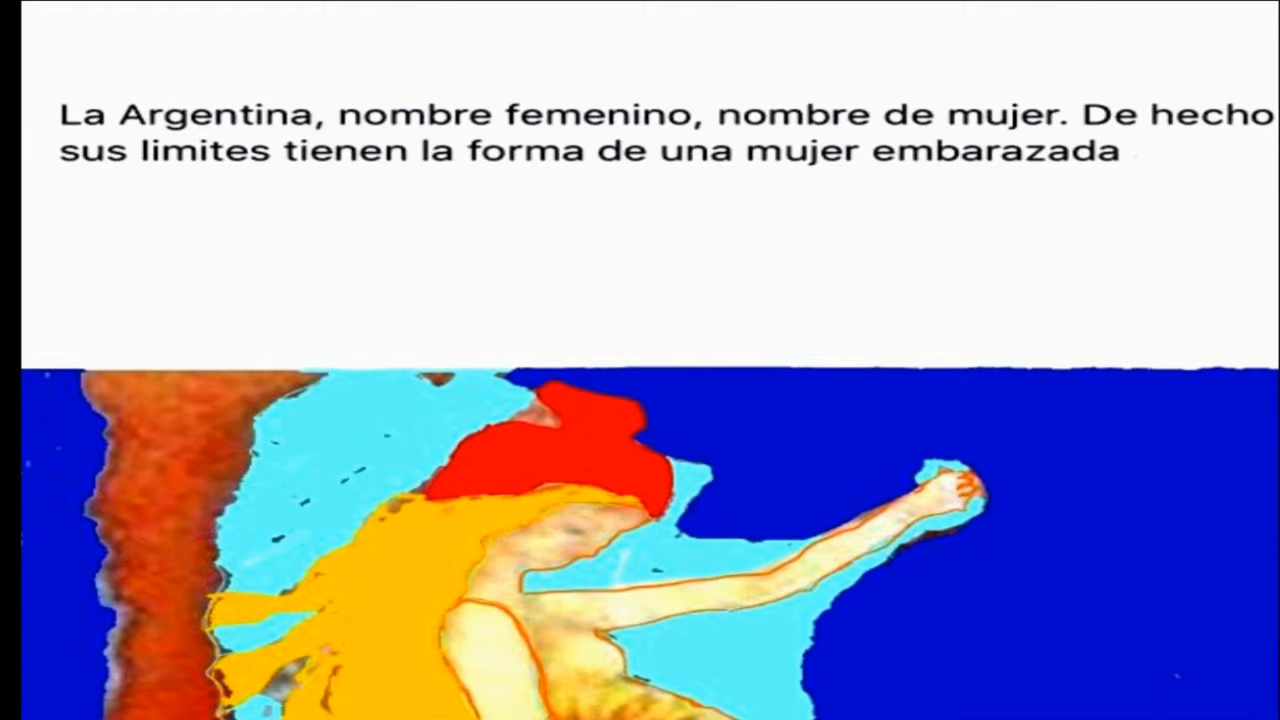 La Argentina, nombre femenino, nombre de mujer. De hecho
sus limites tienen la forma de una mujer embarazada